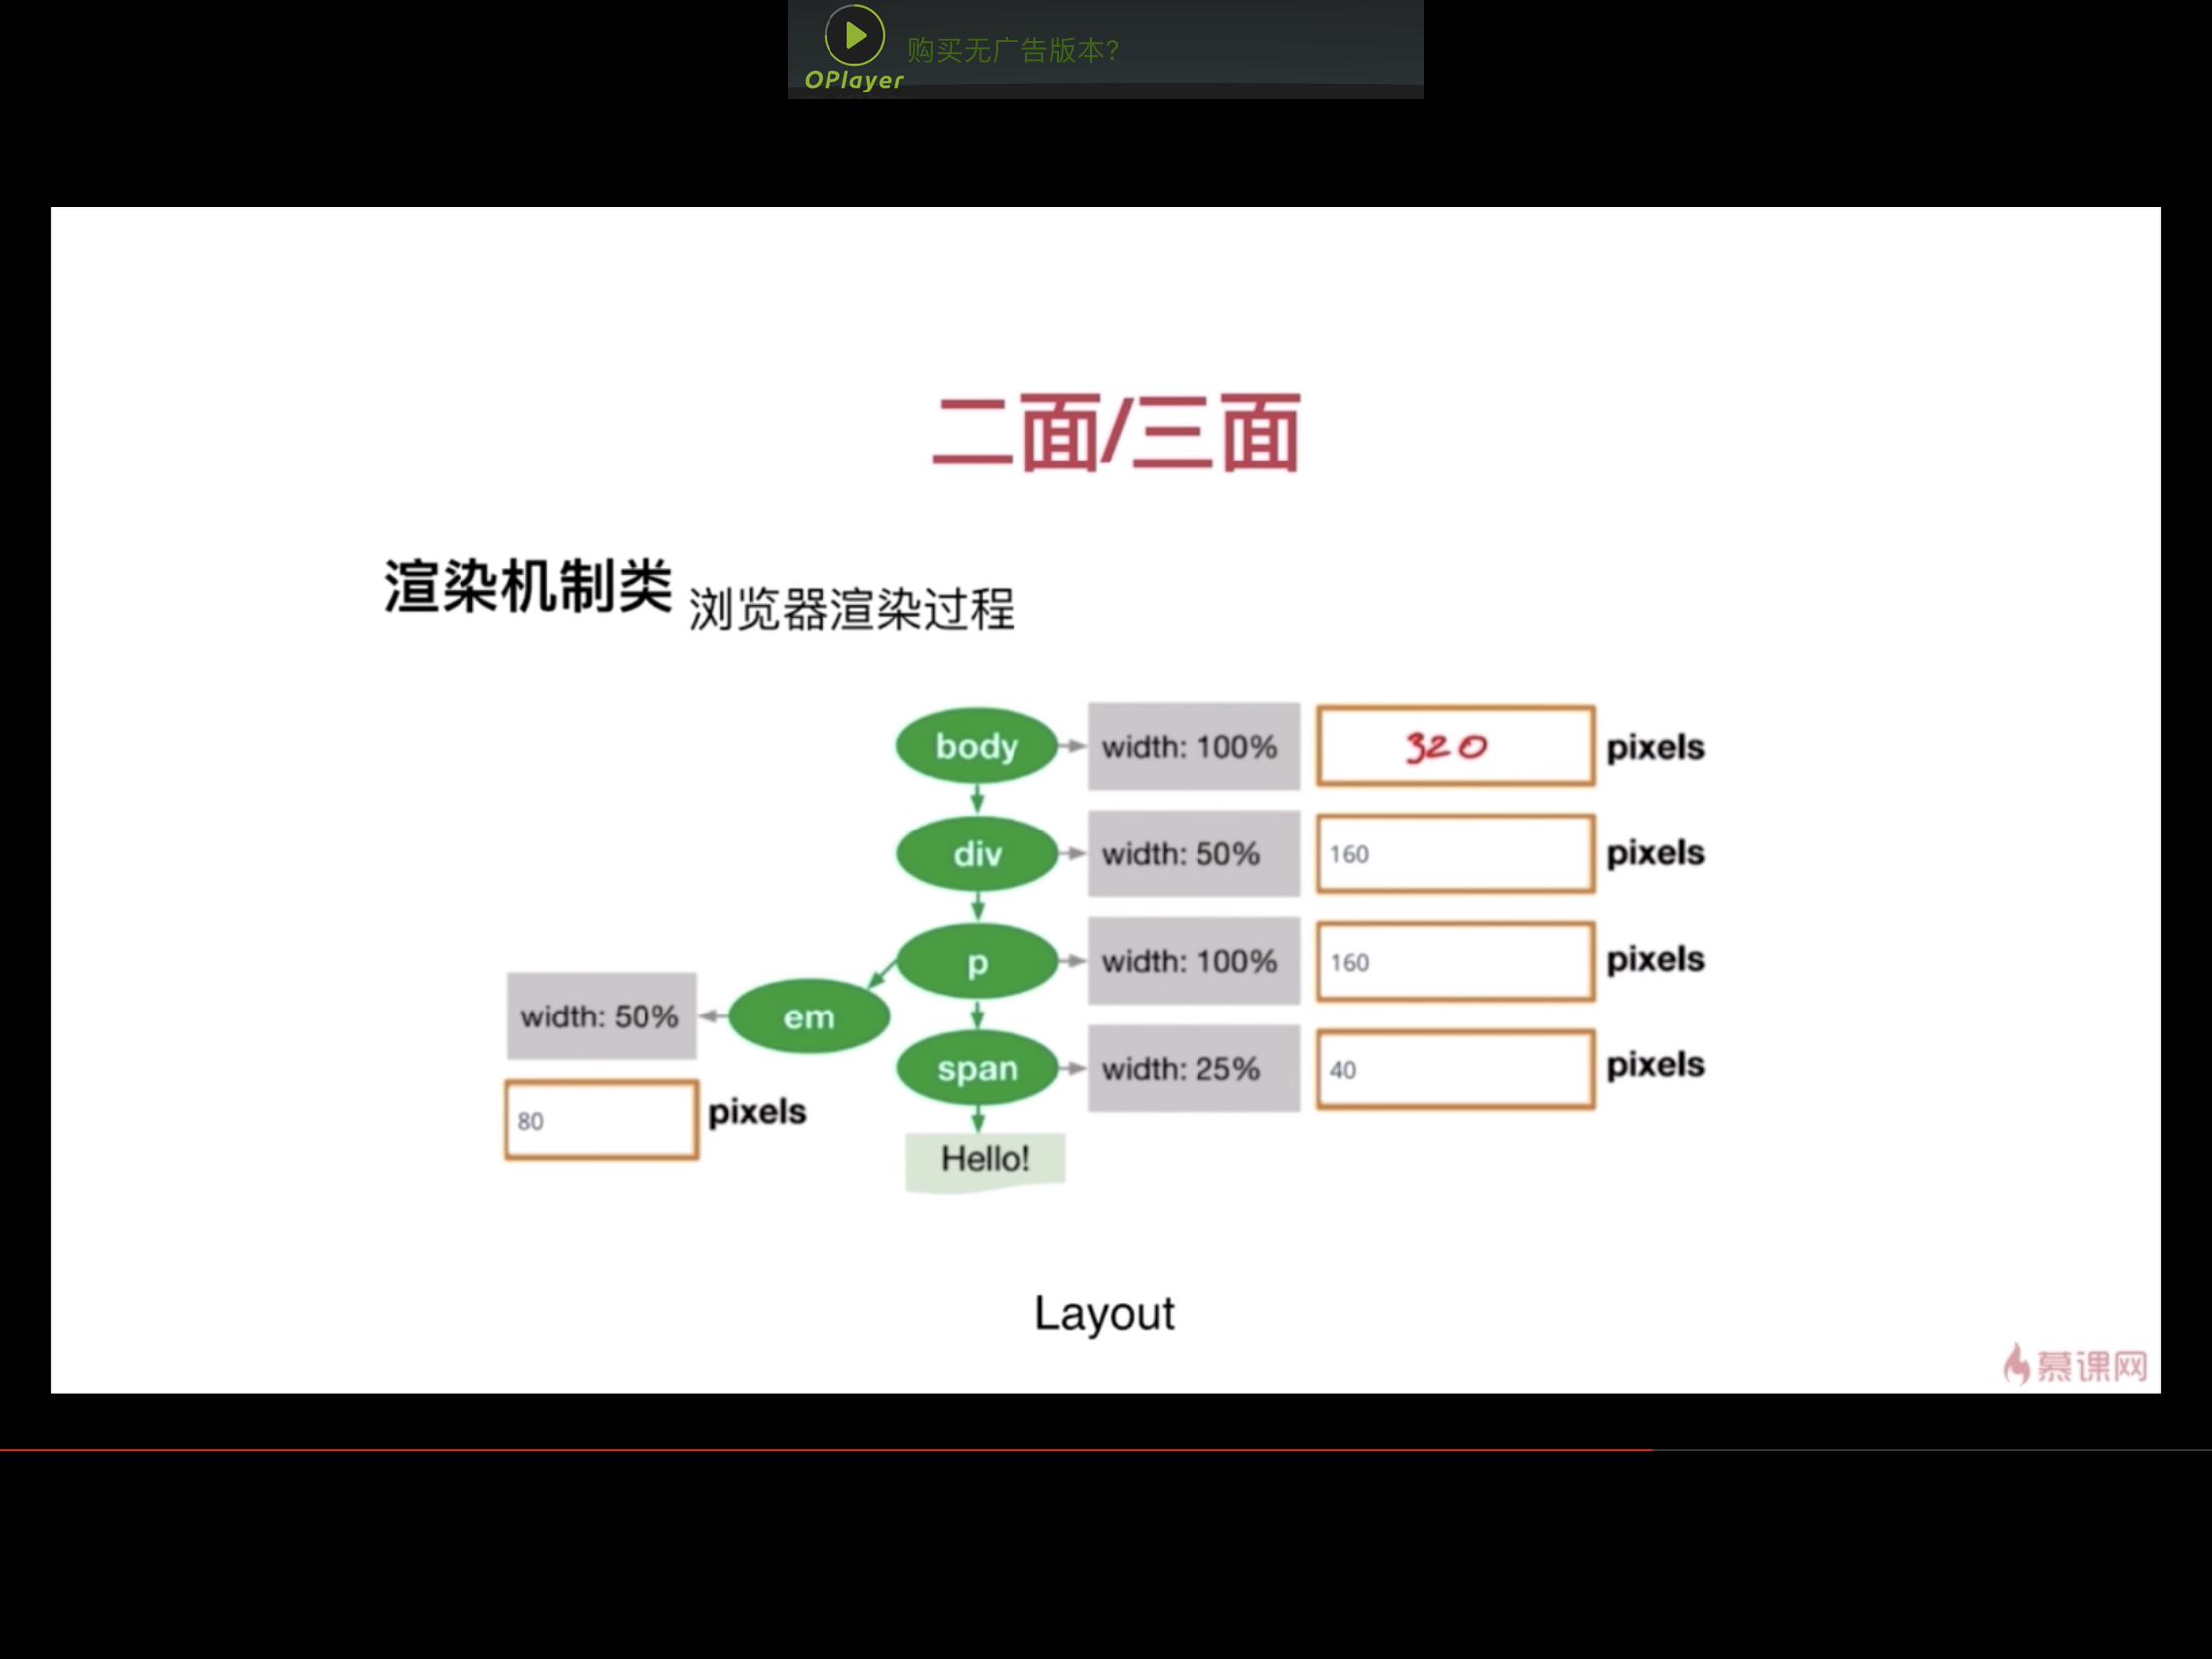 OPlayer
购买无广告版本?
二面/三面
渲染机制类 浏览器渲染过程
body width: 100% 320 pixels
div width: 50% 160 pixels
p width: 100% 160 pixels
width: 50% em
span width: 25% 40 pixels
80 pixels
Hello!
Layout
慕课网